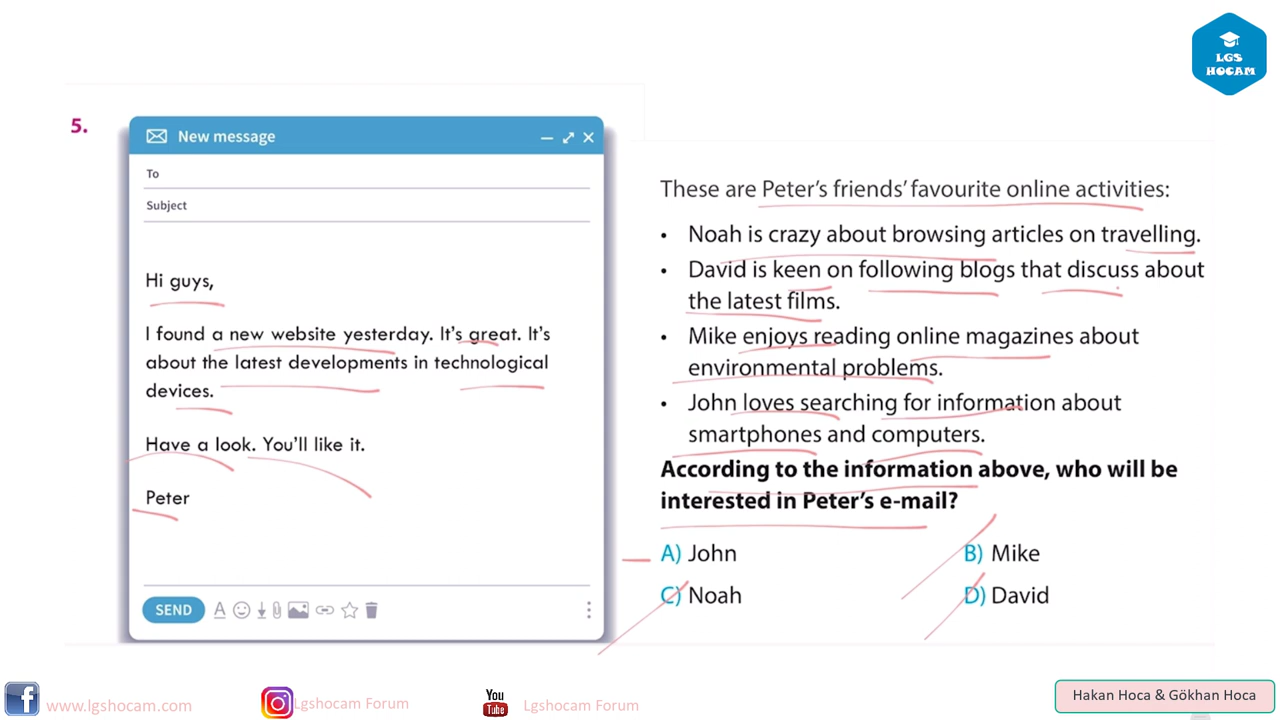 LGS
HOCAM
5.
New message
To
Subject
Hi guys,
I found a new website yesterday. It's great. It's
about the latest developments in technological
devices.
Have a look. You'll like it.
Peter
SEND
These are Peter's friends' favourite online activities:
• Noah is crazy about browsing articles on travelling.
• David is keen on following blogs that discuss about
the latest films.
• Mike enjoys reading online magazines about
environmental problems.
• John loves searching for information about
smartphones and computers.
According to the information above, who will be
interested in Peter's e-mail?
A) John
B) Mike
C) Noah
D) David
www.lgshocam.com
Lgshocam Forum
You
Tube
Lgshocam Forum
Hakan Hoca & Gökhan Hoca